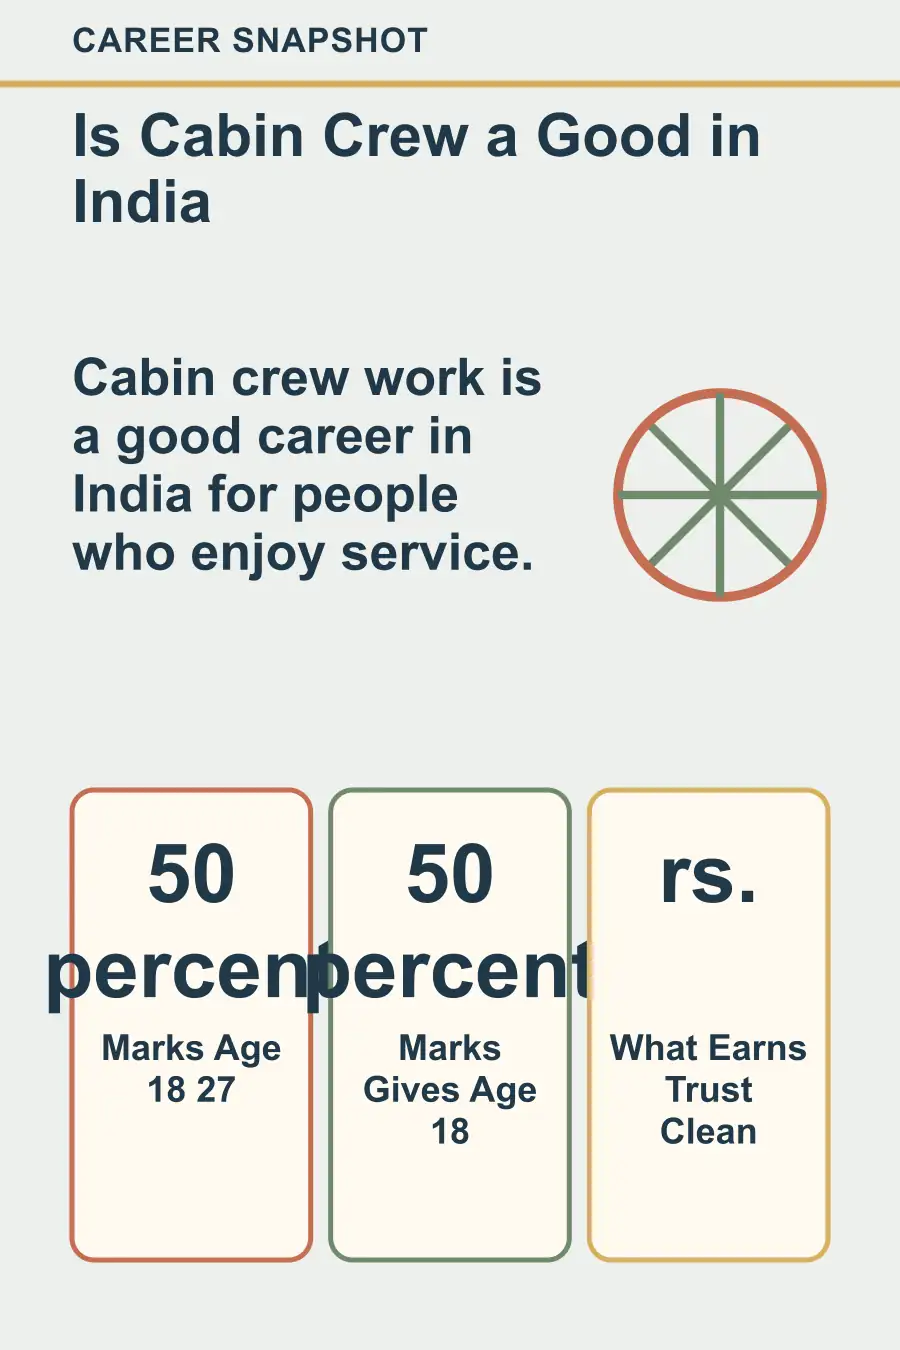 CAREER SNAPSHOT
Is Cabin Crew a Good in
India
Cabin crew work is
a good career in
India for people
who enjoy service.
50
percent
Marks Age
18 27
50
percent
Marks
Gives Age
18
rs.
What Earns
Trust
Clean